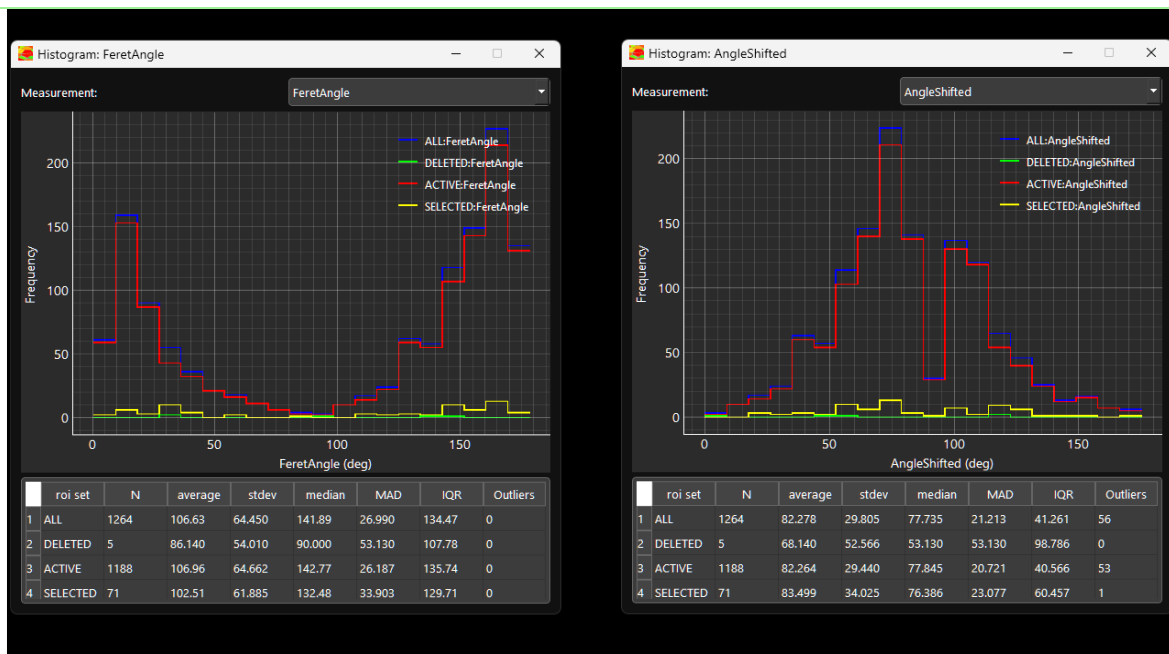 Histogram: FeretAngle
Measurement:
FeretAngle
ALL:FeretAngle
DELETED:FeretAngle
ACTIVE:FeretAngle
SELECTED:FeretAngle
200
150
100
50
0
Frequency
0 50 100 150
FeretAngle (deg)
roi set N average stdev median MAD IQR Outliers
1 ALL 1264 106.63 64.450 141.89 26.990 134.47 0
2 DELETED 5 86.140 54.010 90.000 53.130 107.78 0
3 ACTIVE 1188 106.96 64.662 142.77 26.187 135.74 0
4 SELECTED 71 102.51 61.885 132.48 33.903 129.71 0
Histogram: AngleShifted
Measurement:
AngleShifted
ALL:AngleShifted
DELETED:AngleShifted
ACTIVE:AngleShifted
SELECTED:AngleShifted
200
150
100
50
0
Frequency
0 50 100 150
AngleShifted (deg)
roi set N average stdev median MAD IQR Outliers
1 ALL 1264 82.278 29.805 77.735 21.213 41.261 56
2 DELETED 5 68.140 52.566 53.130 53.130 98.786 0
3 ACTIVE 1188 82.264 29.440 77.845 20.721 40.566 53
4 SELECTED 71 83.499 34.025 76.386 23.077 60.457 1